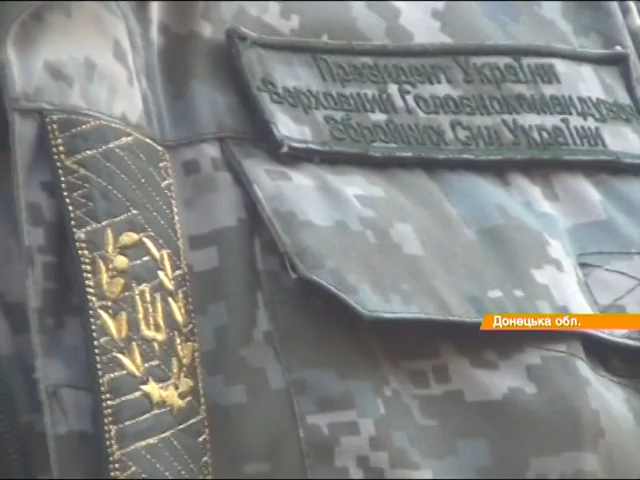 Президент України
Верховний Головнокомандувач
Збройних Сил України
Донецька обл.